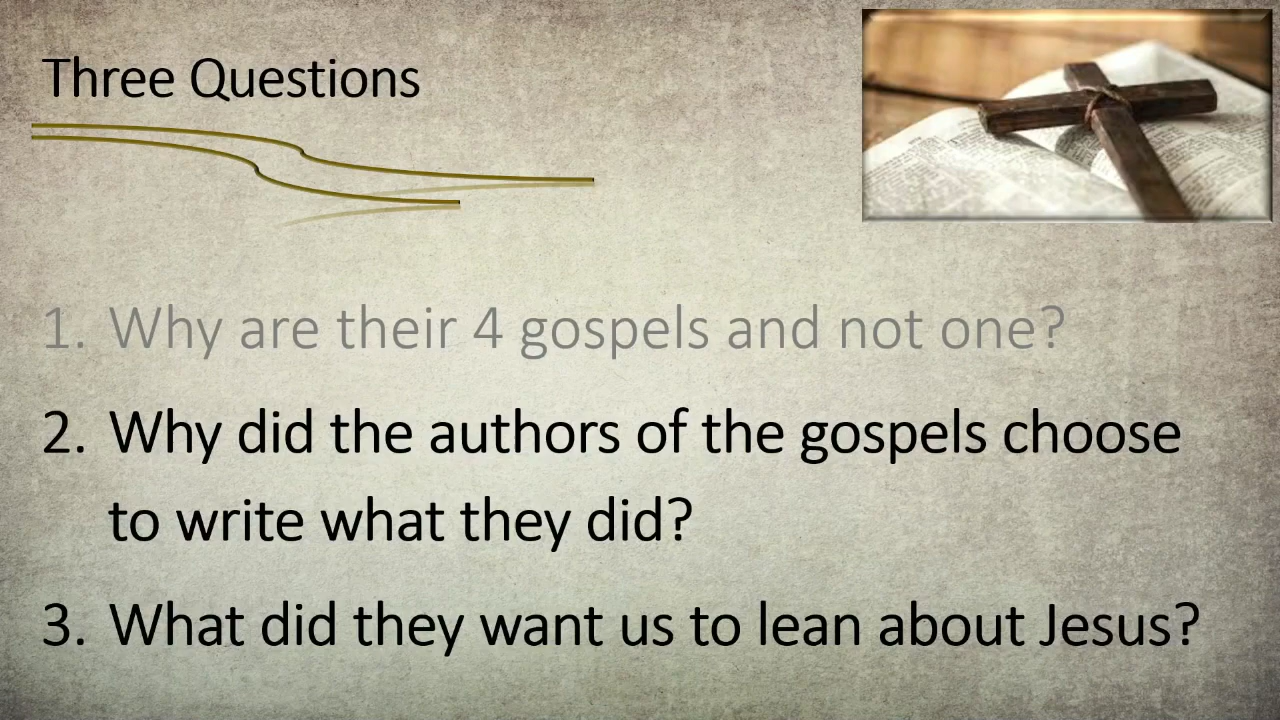 Three Questions
1. Why are their 4 gospels and not one?
2. Why did the authors of the gospels choose
to write what they did?
3. What did they want us to lean about Jesus?